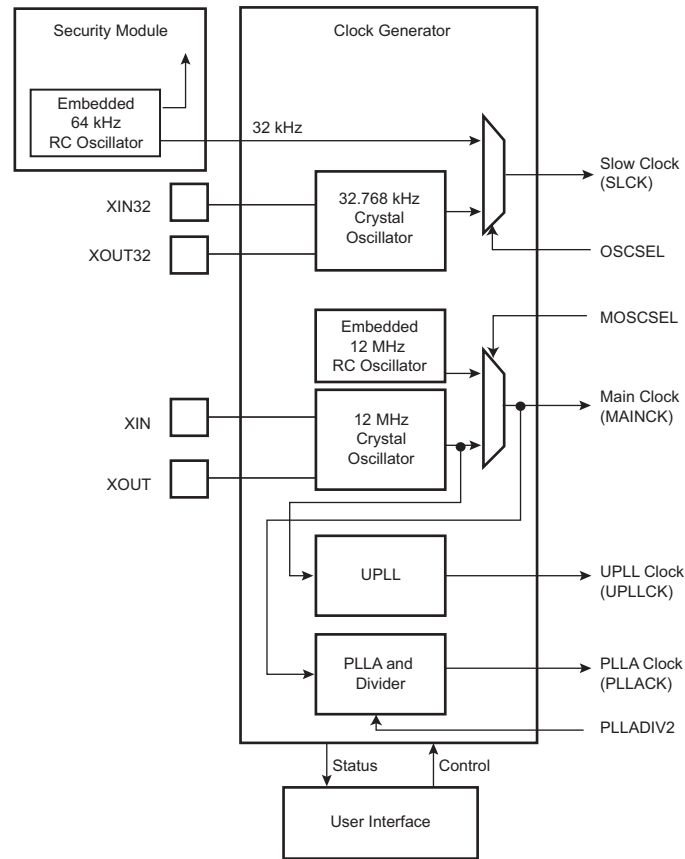 Security Module
Clock Generator
Embedded
64 kHz
RC Oscillator
32 kHz
Slow Clock
(SLCK)
XIN32
32.768 kHz
Crystal
Oscillator
XOUT32
OSCSEL
MOSCSEL
Embedded
12 MHz
RC Oscillator
Main Clock
(MAINCK)
XIN
12 MHz
Crystal
Oscillator
XOUT
UPLL
UPLL Clock
(UPLLCK)
PLLA and
Divider
PLLA Clock
(PLLACK)
PLLADIV2
Status
Control
User Interface